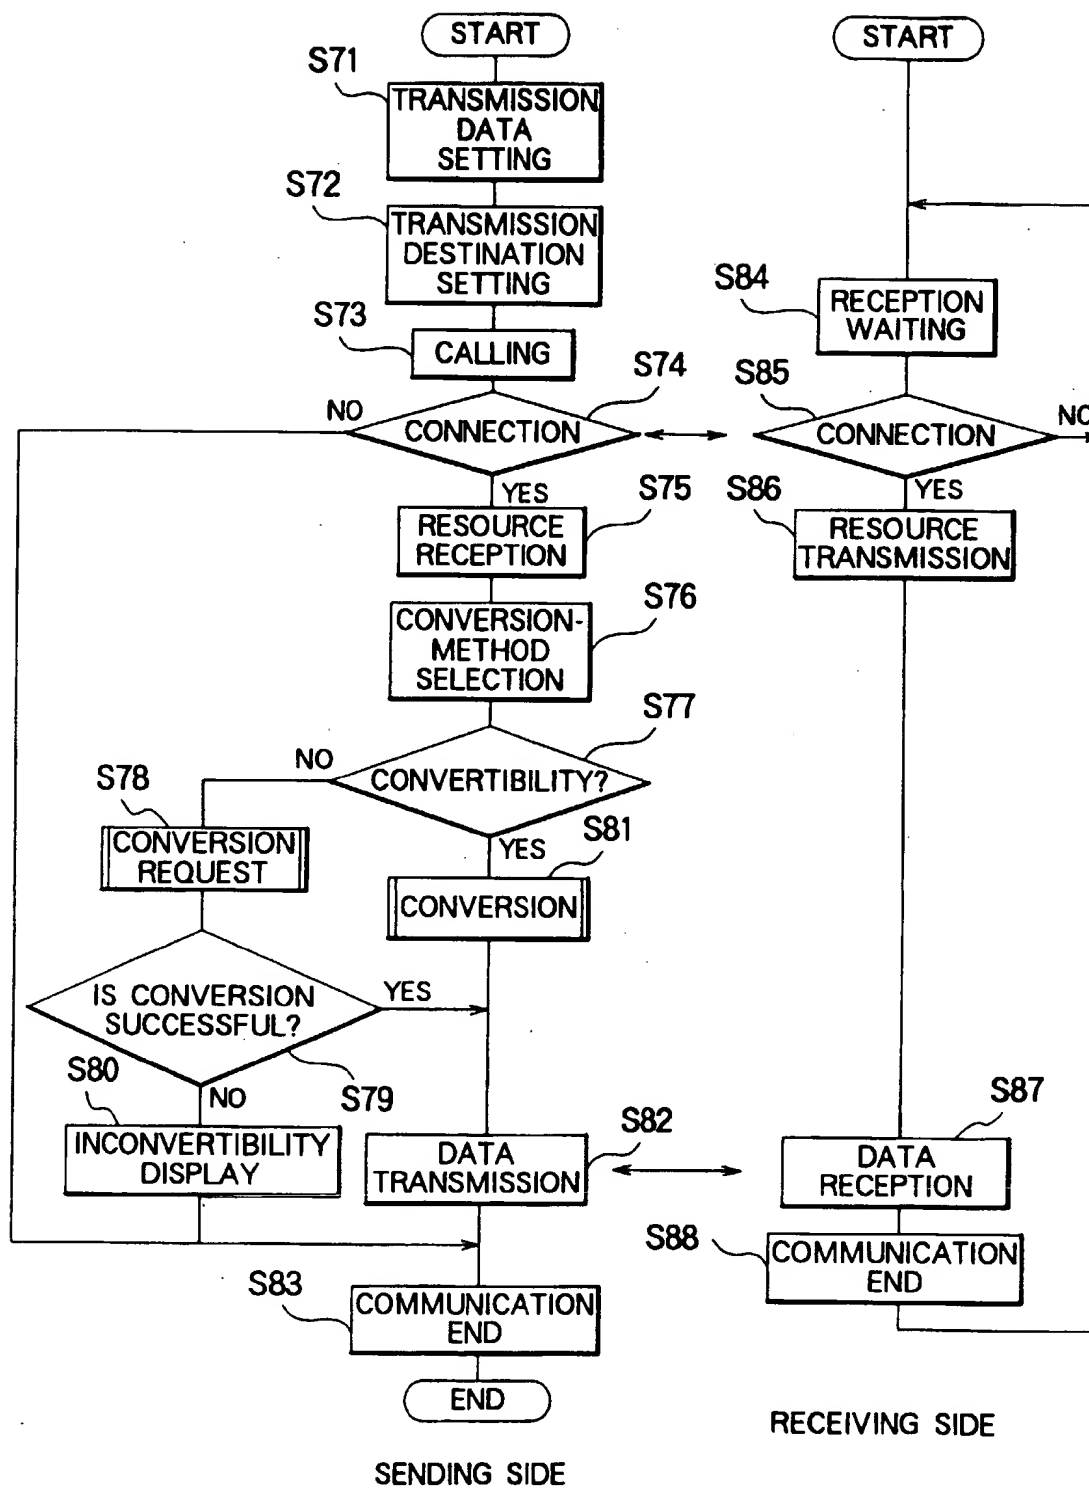 START
S71
TRANSMISSION
DATA
SETTING
S72
TRANSMISSION
DESTINATION
SETTING
S73
CALLING
S74
NO
CONNECTION
YES
S75
RESOURCE
RECEPTION
S76
CONVERSION-
METHOD
SELECTION
S77
NO
CONVERTIBILITY?
YES
S78
CONVERSION
REQUEST
S81
CONVERSION
IS CONVERSION
SUCCESSFUL?
YES
S79
NO
S80
INCONVERTIBILITY
DISPLAY
S82
DATA
TRANSMISSION
S83
COMMUNICATION
END
END
SENDING SIDE
START
S84
RECEPTION
WAITING
S85
CONNECTION
NO
YES
S86
RESOURCE
TRANSMISSION
S87
DATA
RECEPTION
S88
COMMUNICATION
END
RECEIVING SIDE